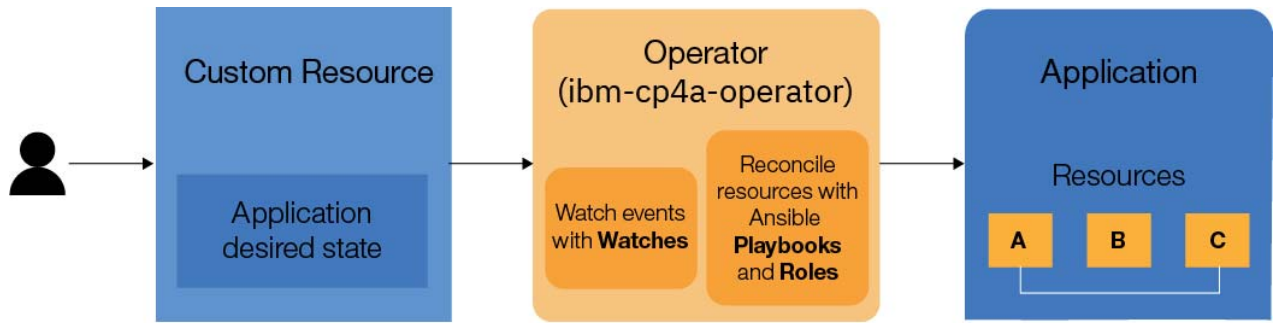 Custom Resource
Application
desired state
Operator
(ibm-cp4a-operator)
Watch events
with Watches
Reconcile
resources with
Ansible
Playbooks
and Roles
Application
Resources
A
B
C